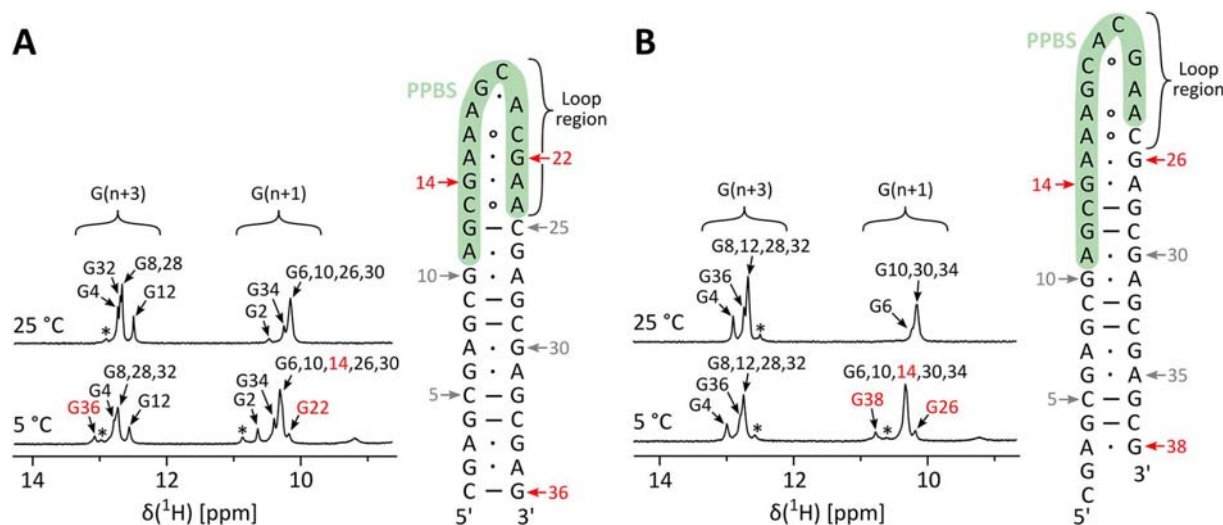 A
G(n+3)
G(n+1)
G32
G8,28
G4
G12
G6,10,26,30
G34
G2
25 °C
*
G8,28,32
G4
G36
G12
G6,10,14,26,30
G34
G2
G22
5 °C
*
*
14
12
10
δ(¹H) [ppm]
PPBS
Loop
region
C
G
A A
A C
A G 22
14 G A
C A
G C 25
A G
10 G A
C G
G C
A G 30
G A
5 C G
G C
A G
G A
C G 36
5' 3'
B
G(n+3)
G(n+1)
G8,12,28,32
G36
G4
G10,30,34
G6
25 °C
*
G8,12,28,32
G36
G4
G6,10,14,30,34
G38
G26
5 °C
*
*
14
12
10
δ(¹H) [ppm]
PPBS
Loop
region
C
A
G
C
G A
A A
A C
A G 26
14 G A
C G
G C
A G 30
10 G A
C G
G C
A G
G A 35
5 C G
G C
A G 38
G 3'
C
5'